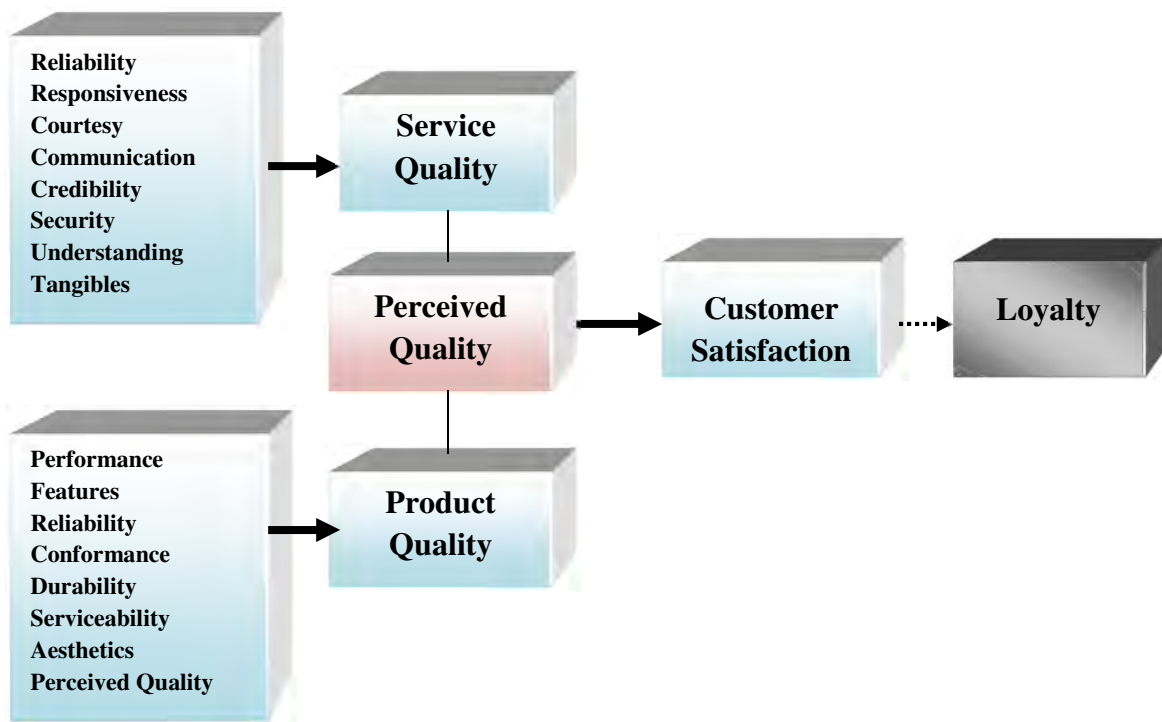 Reliability
Responsiveness
Courtesy
Communication
Credibility
Security
Understanding
Tangibles
Service
Quality
Perceived
Quality
Customer
Satisfaction
Loyalty
Performance
Features
Reliability
Conformance
Durability
Serviceability
Aesthetics
Perceived Quality
Product
Quality